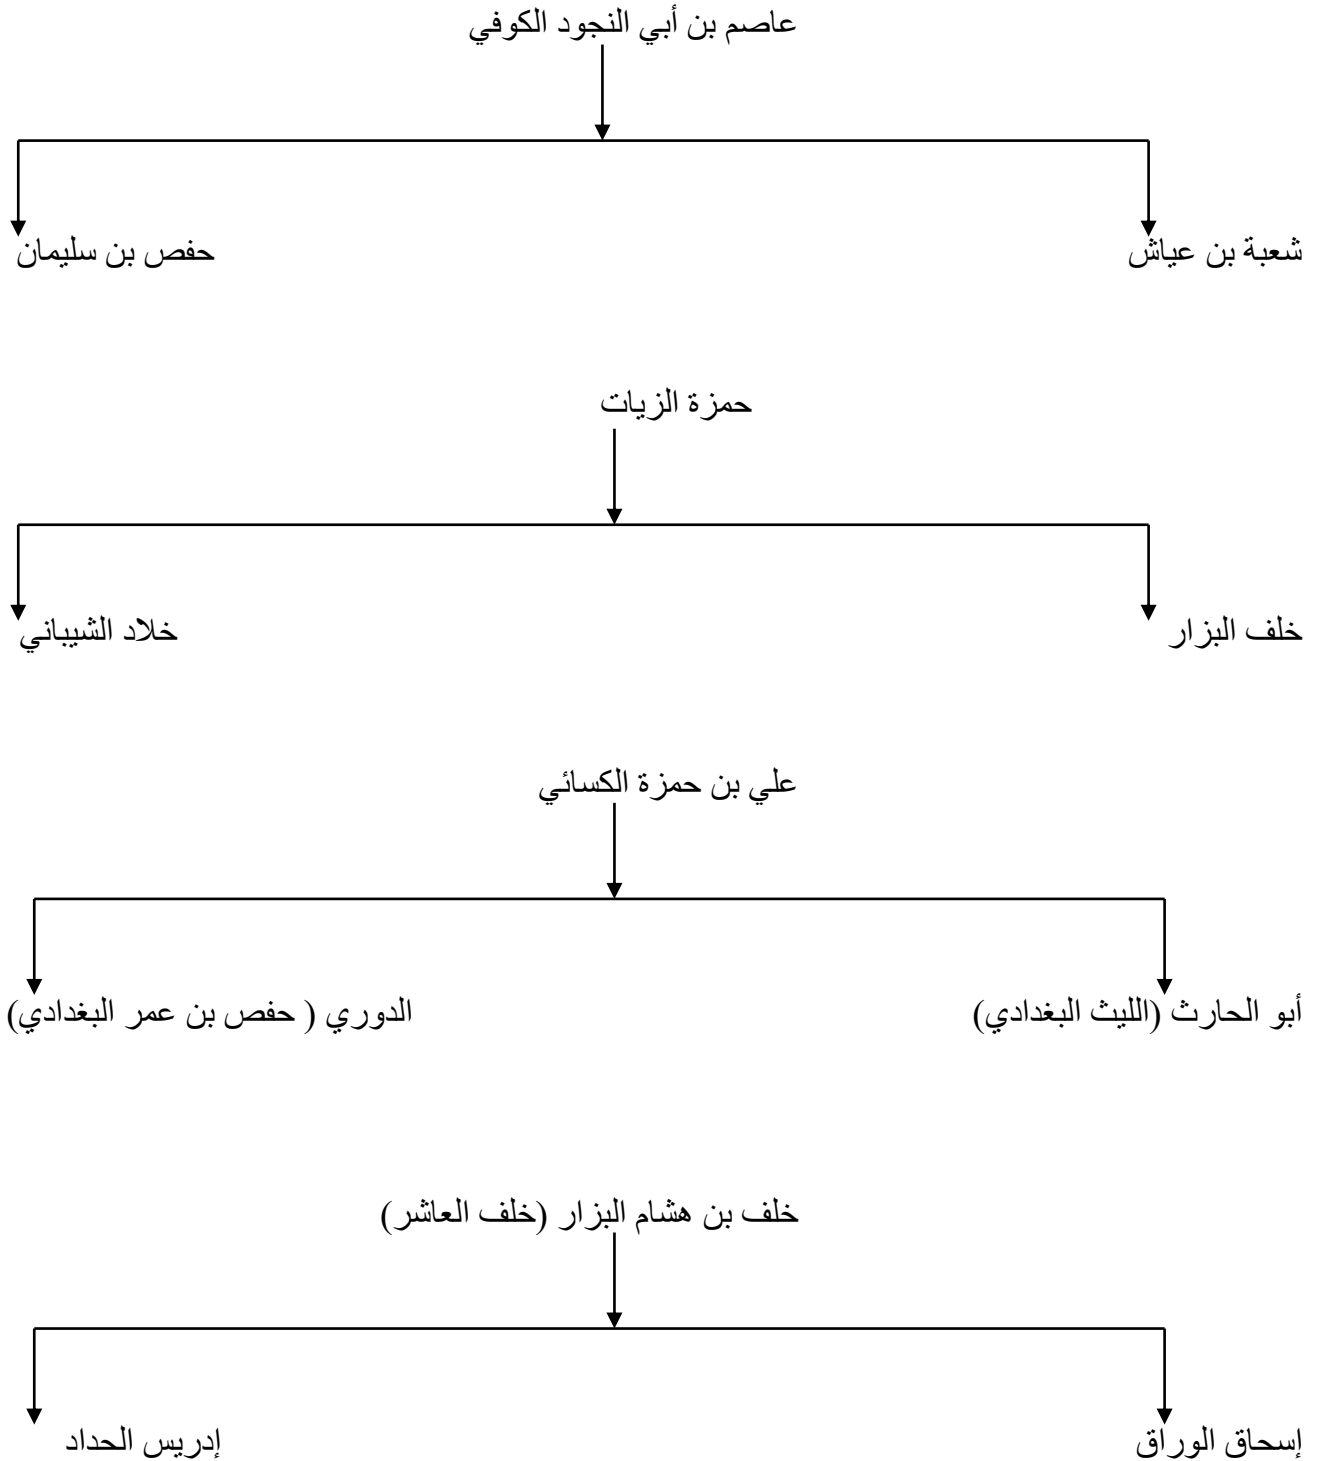 عاصم بن أبي النجود الكوفي
شعبة بن عياش
حفص بن سليمان
حمزة الزيات
خلف البزار
خلاد الشيباني
علي بن حمزة الكسائي
أبو الحارث (الليث البغدادي)
الدوري ( حفص بن عمر البغدادي)
خلف بن هشام البزار (خلف العاشر)
إسحاق الوراق
إدريس الحداد